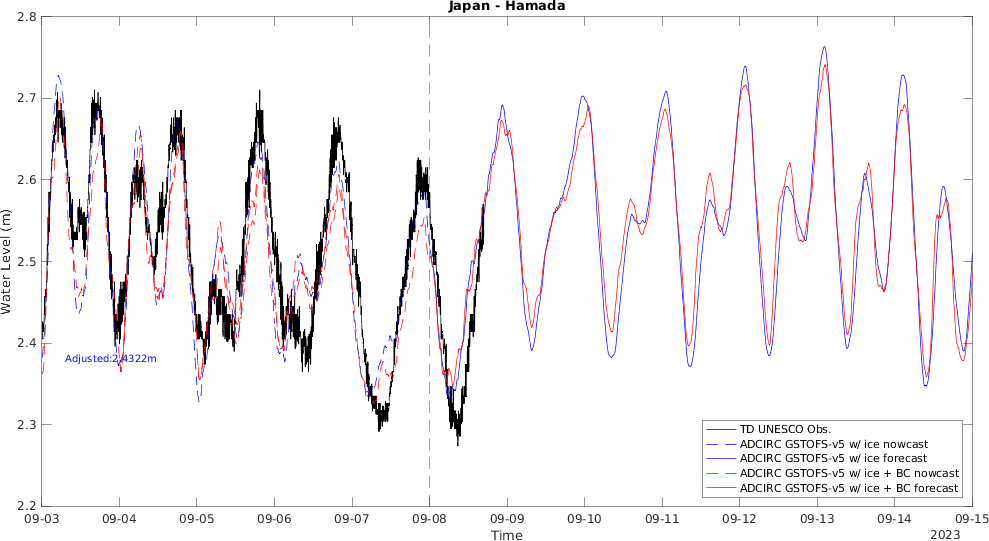 Japan - Hamada
2.8
2.7
2.6
2.5
2.4
2.3
2.2
Water Level (m)
Adjusted:2.4322m
TD UNESCO Obs.
ADCIRC GSTOFS-v5 w/ ice nowcast
ADCIRC GSTOFS-v5 w/ ice forecast
ADCIRC GSTOFS-v5 w/ ice + BC nowcast
ADCIRC GSTOFS-v5 w/ ice + BC forecast
09-03 09-04 09-05 09-06 09-07 09-08 09-09 09-10 09-11 09-12 09-13 09-14 09-15
Time
2023